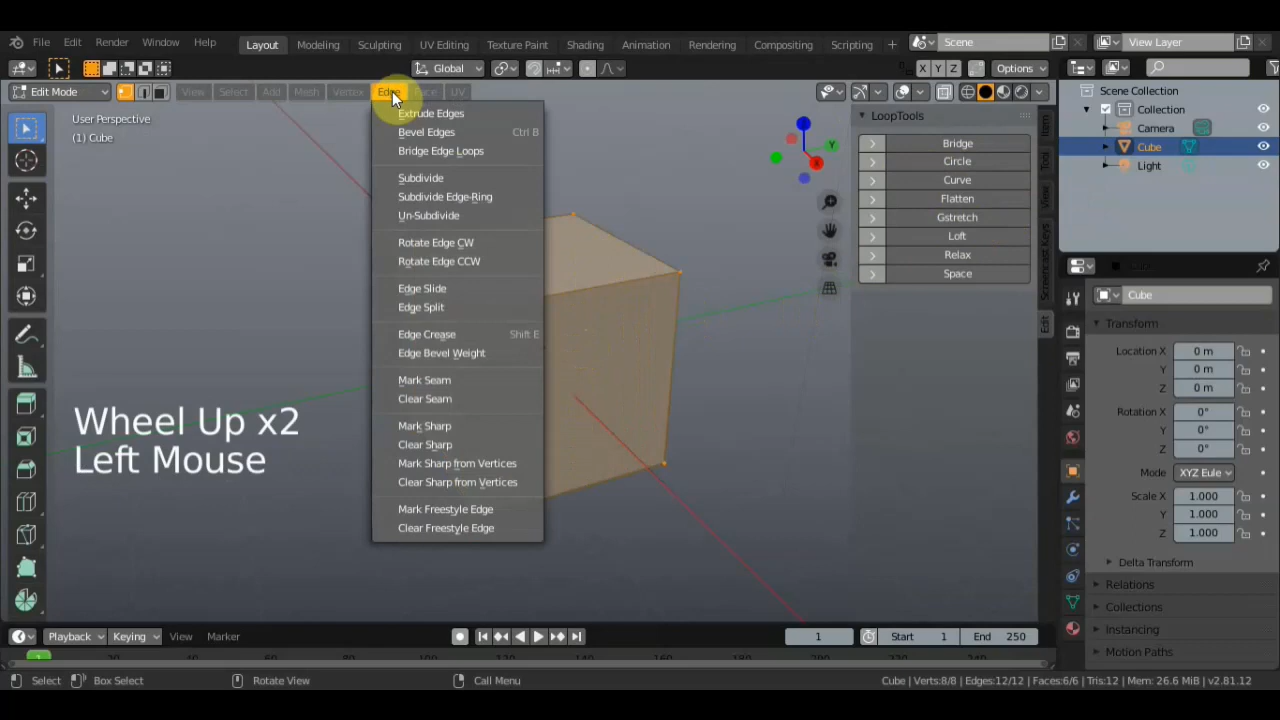 File Edit Render Window Help Layout Modeling Sculpting UV Editing Texture Paint Shading Animation Rendering Compositing Scripting + Scene View Layer
Global X Y Z Options
Edit Mode View Select Add Mesh Vertex Edge Face UV
User Perspective
(1) Cube
Extrude Edges
Bevel Edges Ctrl B
Bridge Edge Loops
Subdivide
Subdivide Edge-Ring
Un-Subdivide
Rotate Edge CW
Rotate Edge CCW
Edge Slide
Edge Split
Edge Crease Shift E
Edge Bevel Weight
Mark Seam
Clear Seam
Mark Sharp
Clear Sharp
Mark Sharp from Vertices
Clear Sharp from Vertices
Mark Freestyle Edge
Clear Freestyle Edge
Wheel Up x2
Left Mouse
Z
Y
X
LoopTools
Bridge
Circle
Curve
Flatten
Gstretch
Loft
Relax
Space
Item
Tool
View
Screencast Keys
Edit
Scene Collection
Collection
Camera
Cube
Light
Cube
Transform
Location X 0 m
Y 0 m
Z 0 m
Rotation X 0°
Y 0°
Z 0°
Mode XYZ Eule
Scale X 1.000
Y 1.000
Z 1.000
Delta Transform
Relations
Collections
Instancing
Motion Paths
Playback Keying View Marker 1 Start 1 End 250
1
Select Box Select Rotate View Call Menu Cube | Verts:8/8 | Edges:12/12 | Faces:6/6 | Tris:12 | Mem: 26.6 MiB | v2.81.12